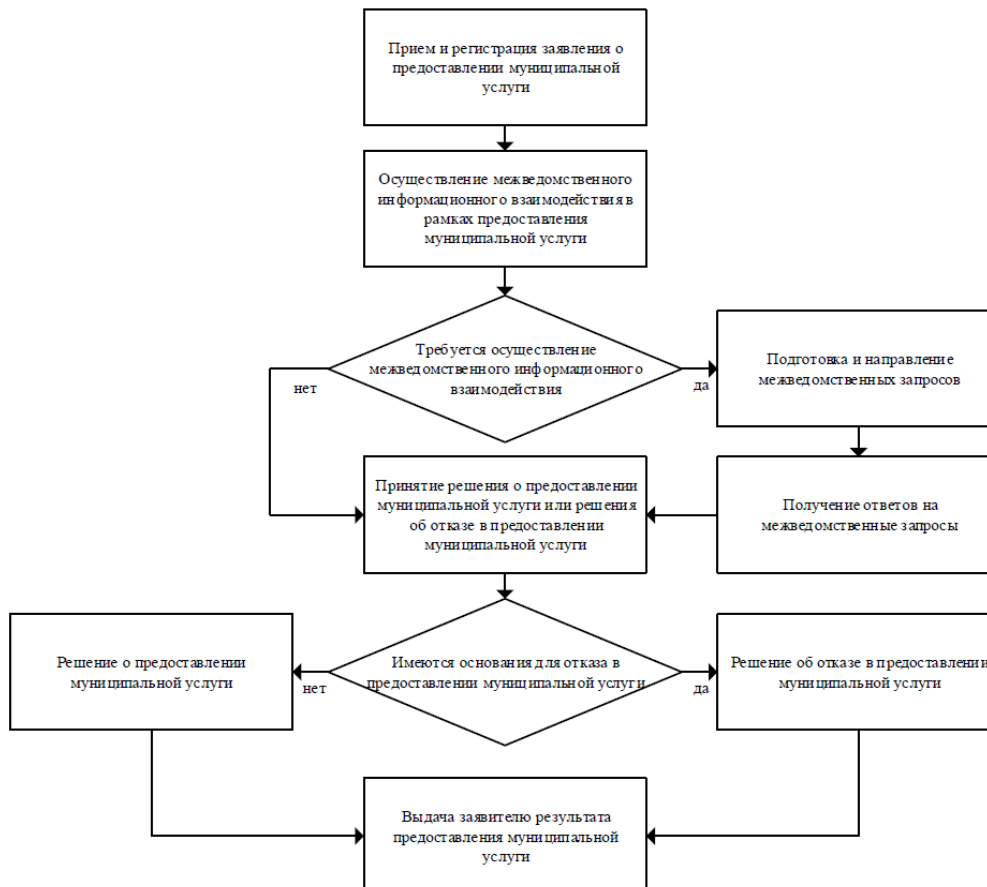 Прием и регистрация заявления о
предоставлении муниципальной
услуги
Осуществление межведомственного
информационного взаимодействия в
рамках предоставления
муниципальной услуги
Требуется осуществление
межведомственного информационного
взаимодействия
нет
да
Подготовка и направление
межведомственных запросов
Принятие решения о предоставлении
муниципальной услуги или решения
об отказе в предоставлении
муниципальной услуги
Получение ответов на
межведомственные запросы
Решение о предоставлении
муниципальной услуги
нет
Имеются основания для отказа в
предоставлении муниципальной услуги
да
Решение об отказе в предоставлении
муниципальной услуги
Выдача заявителю результата
предоставления муниципальной
услуги